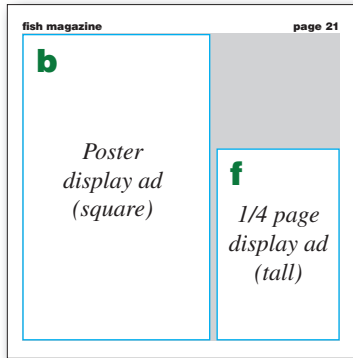 fish magazine page 21
b
Poster
display ad
(square)
f
1/4 page
display ad
(tall)